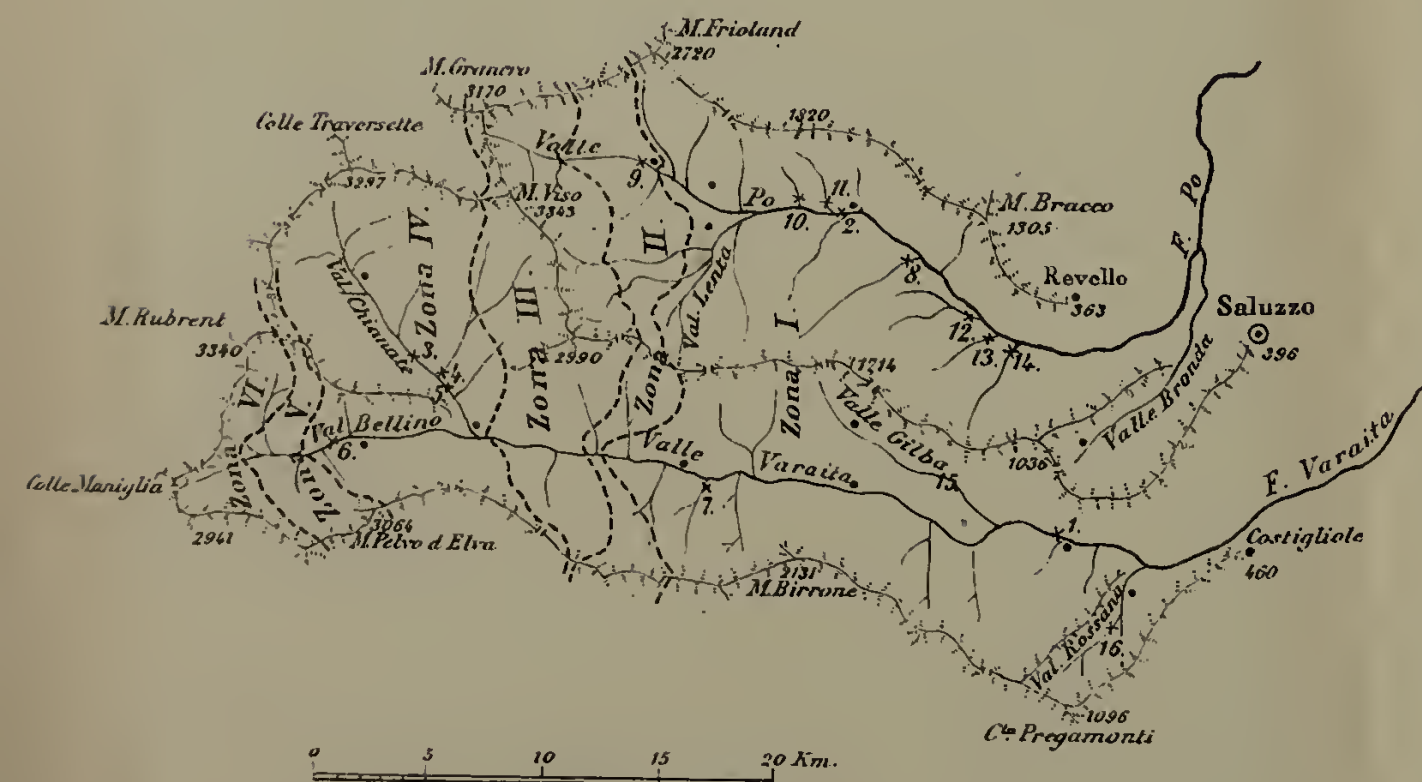 M. Frioland
2720
M. Granero
3170
Colle Traversette
1320
3297
Valle
9.
M. Viso
3843
Po
10.
11.
2.
M. Bracco
1305
F. Po
Revello
363
Saluzzo
396
8.
12.
13.
14.
Zona IV.
Val Chianale
3.
4.
II.
Zona
Val. Lenta
Zona I.
Zona III.
2990
M. Rubrent
3340
1714
Valle Gilba
Valle Bronda
VI
Zona
V.
Zona
Val Bellino
6.
Valle
Varaita
7.
15.
1036
F. Varaita
Colle Maniglia
2941
3064
M. Pelvo d'Elva
1.
Costigliole
460
2131
M. Birrone
Val. Rossana
16.
1096
C.ta Pregamonti
0 5 10 15 20 Km.